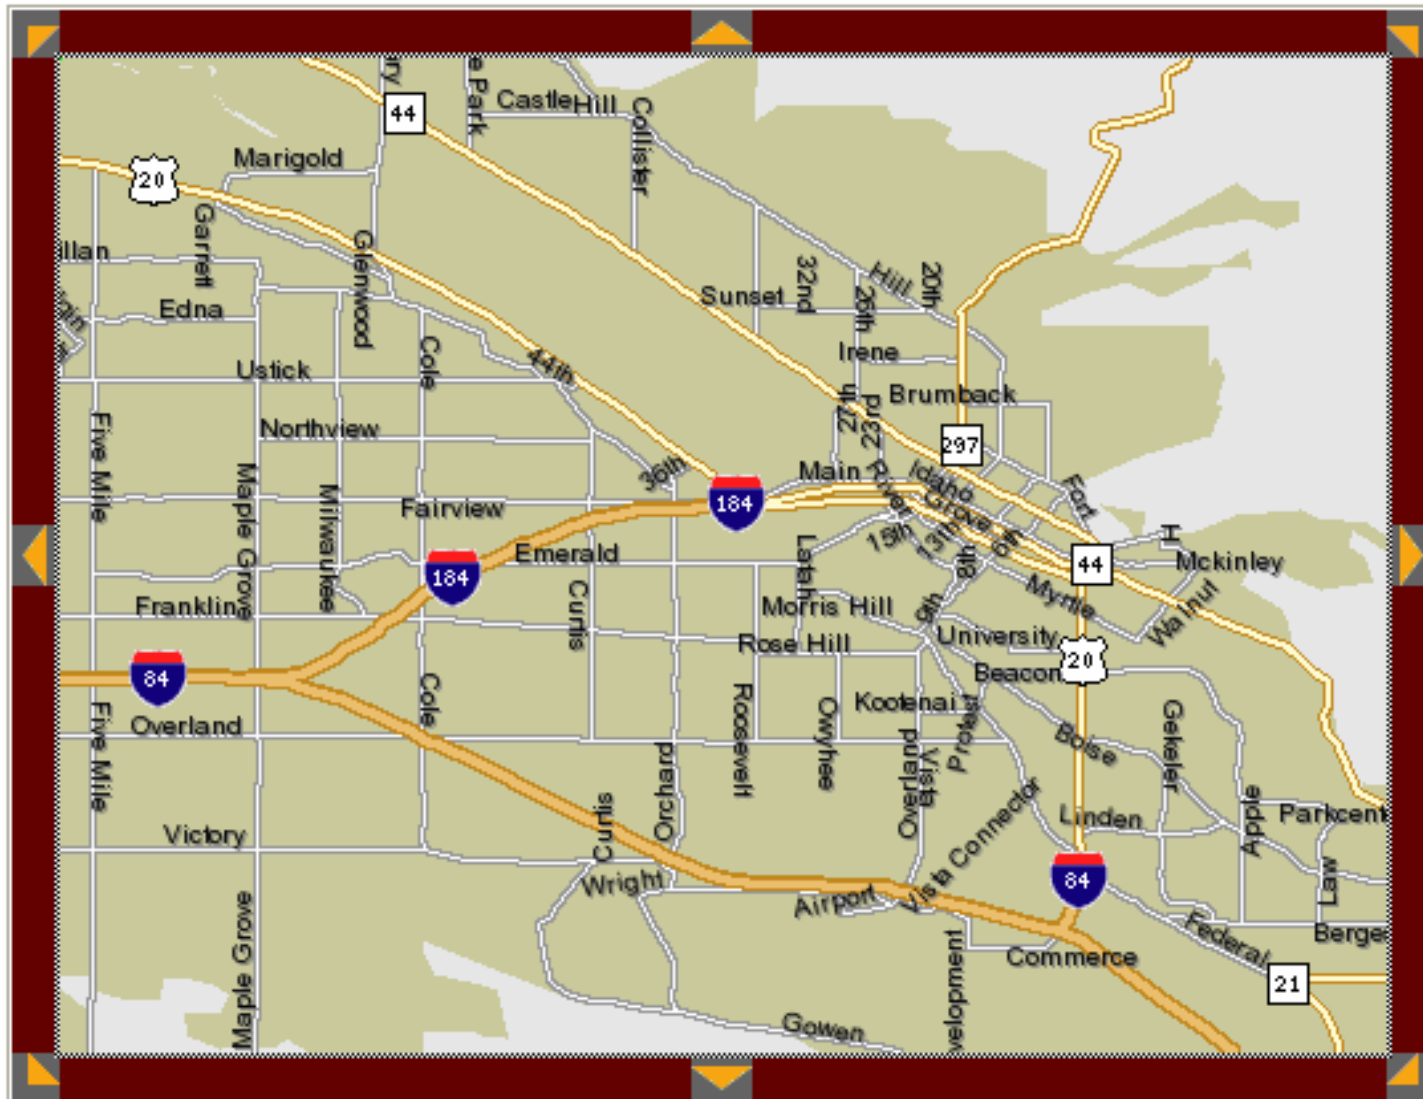 ry
e Park
Castle Hill
Collister
44
Marigold
20
Garrett
Glenwood
illan
Edna
Sunset
32nd
Hill
20th
26th
Irene
Cole
44th
Ustick
Brumback
27th
23rd
Five Mile
Northview
297
Maple Grove
Milwaukee
36th
Main
River
Idaho
Grove
Fort
Fairview
184
15th
13th
6th
H
Emerald
184
Latah
8th
44
Mckinley
Franklin
Curtis
Morris Hill
9th
Myrtle
Walnut
Rose Hill
University
20
84
Beacon
Overland
Five Mile
Cole
Roosevelt
Owyhee
Kootenai
Overland
Vista
Protest
Boise
Gekeler
Orchard
Curtis
Vista Connector
Linden
Apple
Parkcent
Victory
Wright
Airport
84
Law
Maple Grove
Federal
Berge
Commerce
velopment
21
Gowen